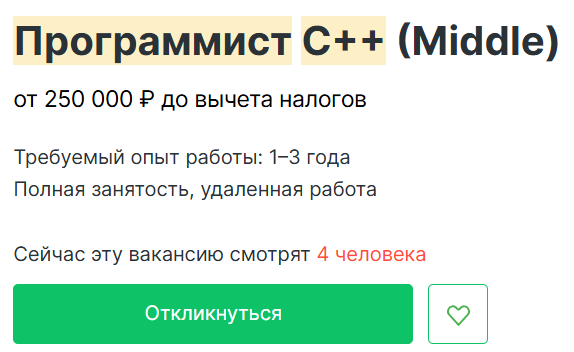 Программист C++ (Middle)
от 250 000 ₽ до вычета налогов
Требуемый опыт работы: 1–3 года
Полная занятость, удаленная работа
Сейчас эту вакансию смотрят 4 человека
Откликнуться